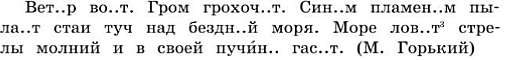 Вет..р во..т. Гром грохоч..т. Син..м пламен..м пы-
ла..т стаи туч над бездн..й моря. Море лов..т³ стре-
лы молний и в своей пучи́н.. гас..т. (М. Горький)